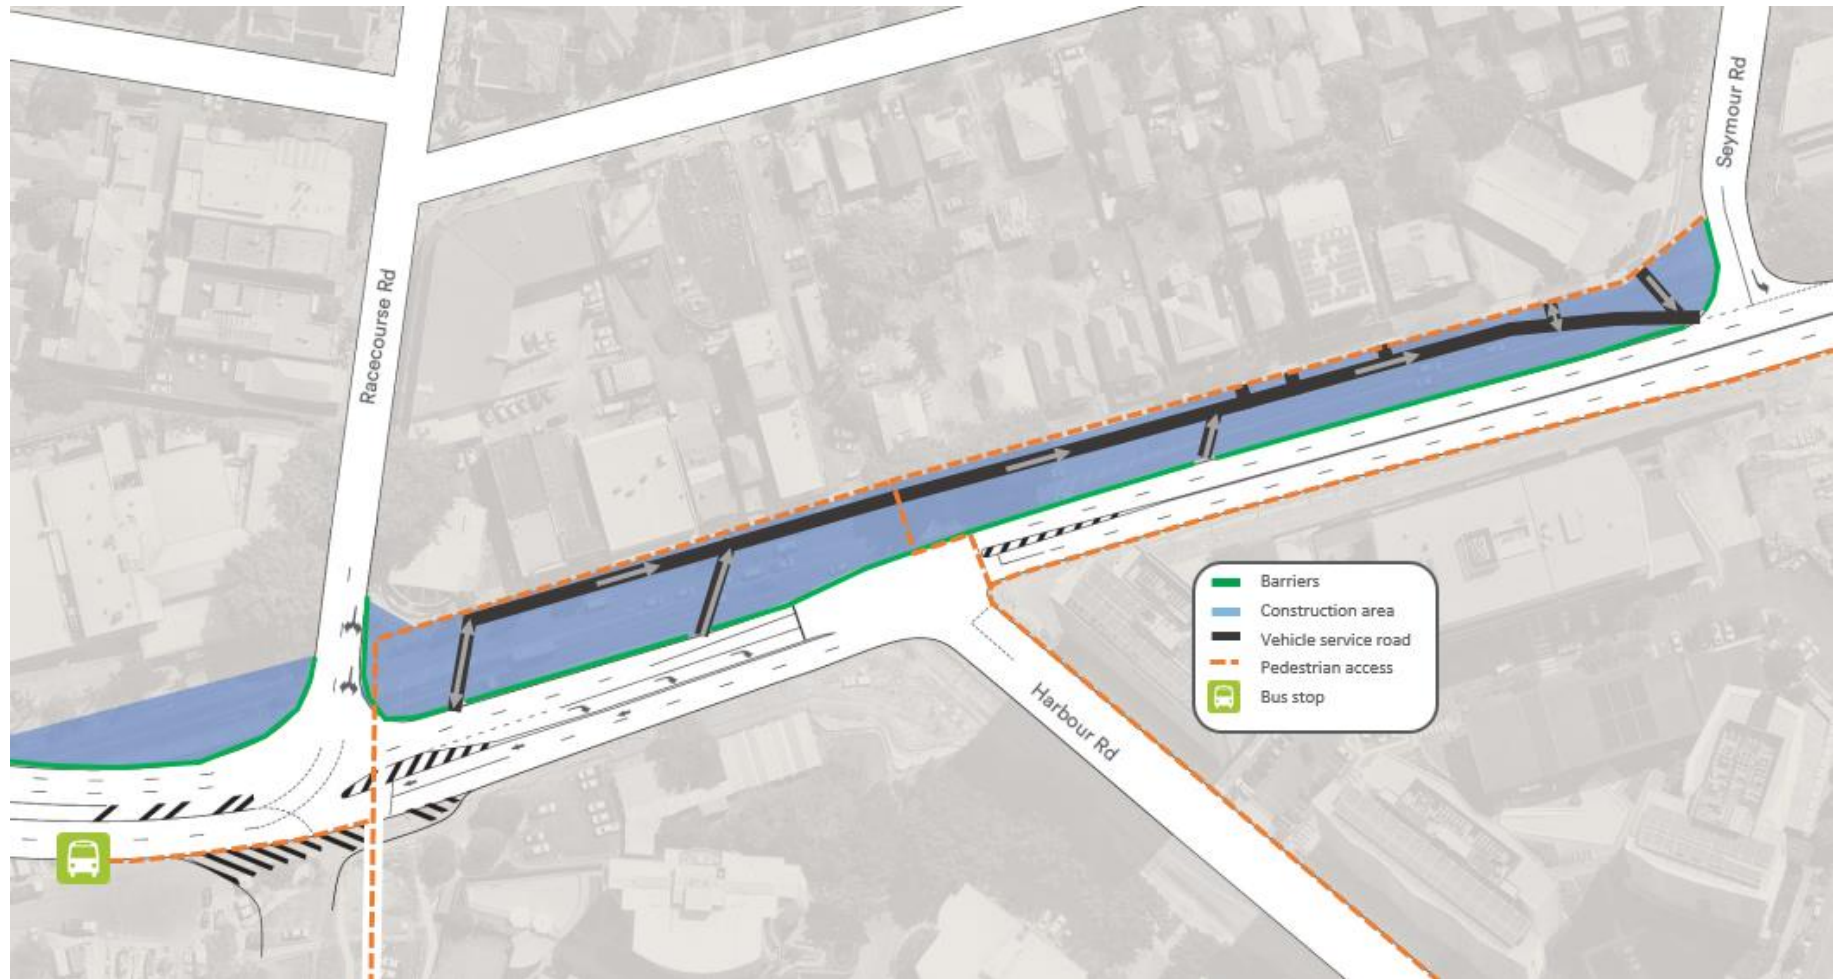 Seymour Rd
Racecourse Rd
Harbour Rd
Barriers
Construction area
Vehicle service road
Pedestrian access
Bus stop